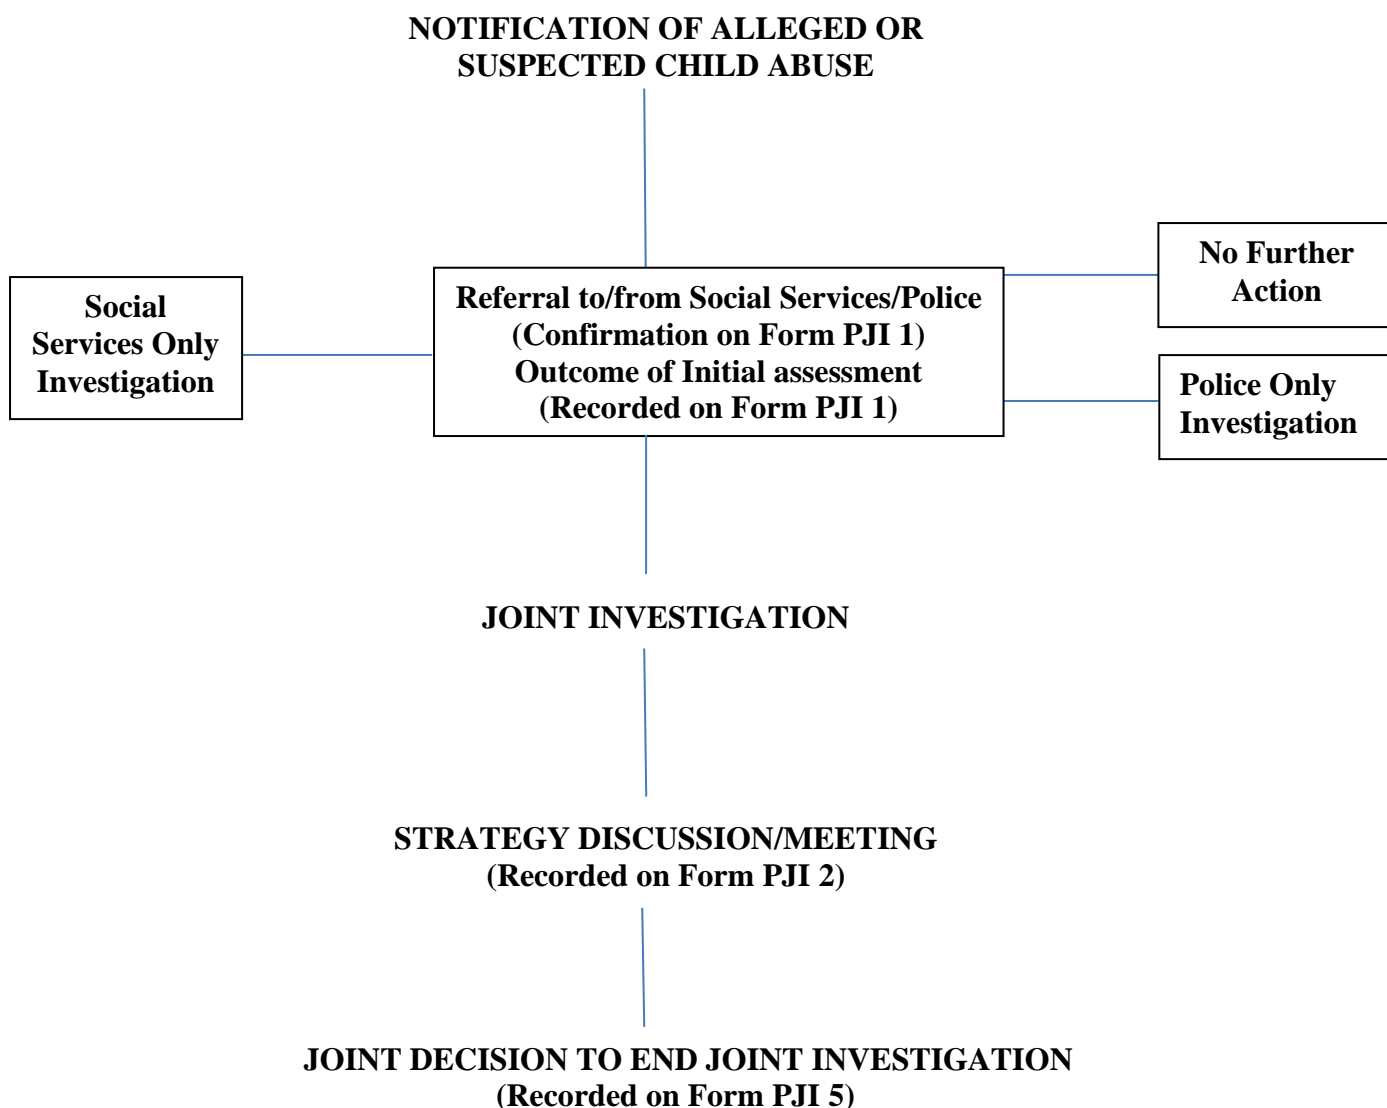 NOTIFICATION OF ALLEGED OR
SUSPECTED CHILD ABUSE
No Further
Action
Social
Services Only
Investigation
Referral to/from Social Services/Police
(Confirmation on Form PJI 1)
Outcome of Initial assessment
(Recorded on Form PJI 1)
Police Only
Investigation
JOINT INVESTIGATION
STRATEGY DISCUSSION/MEETING
(Recorded on Form PJI 2)
JOINT DECISION TO END JOINT INVESTIGATION
(Recorded on Form PJI 5)